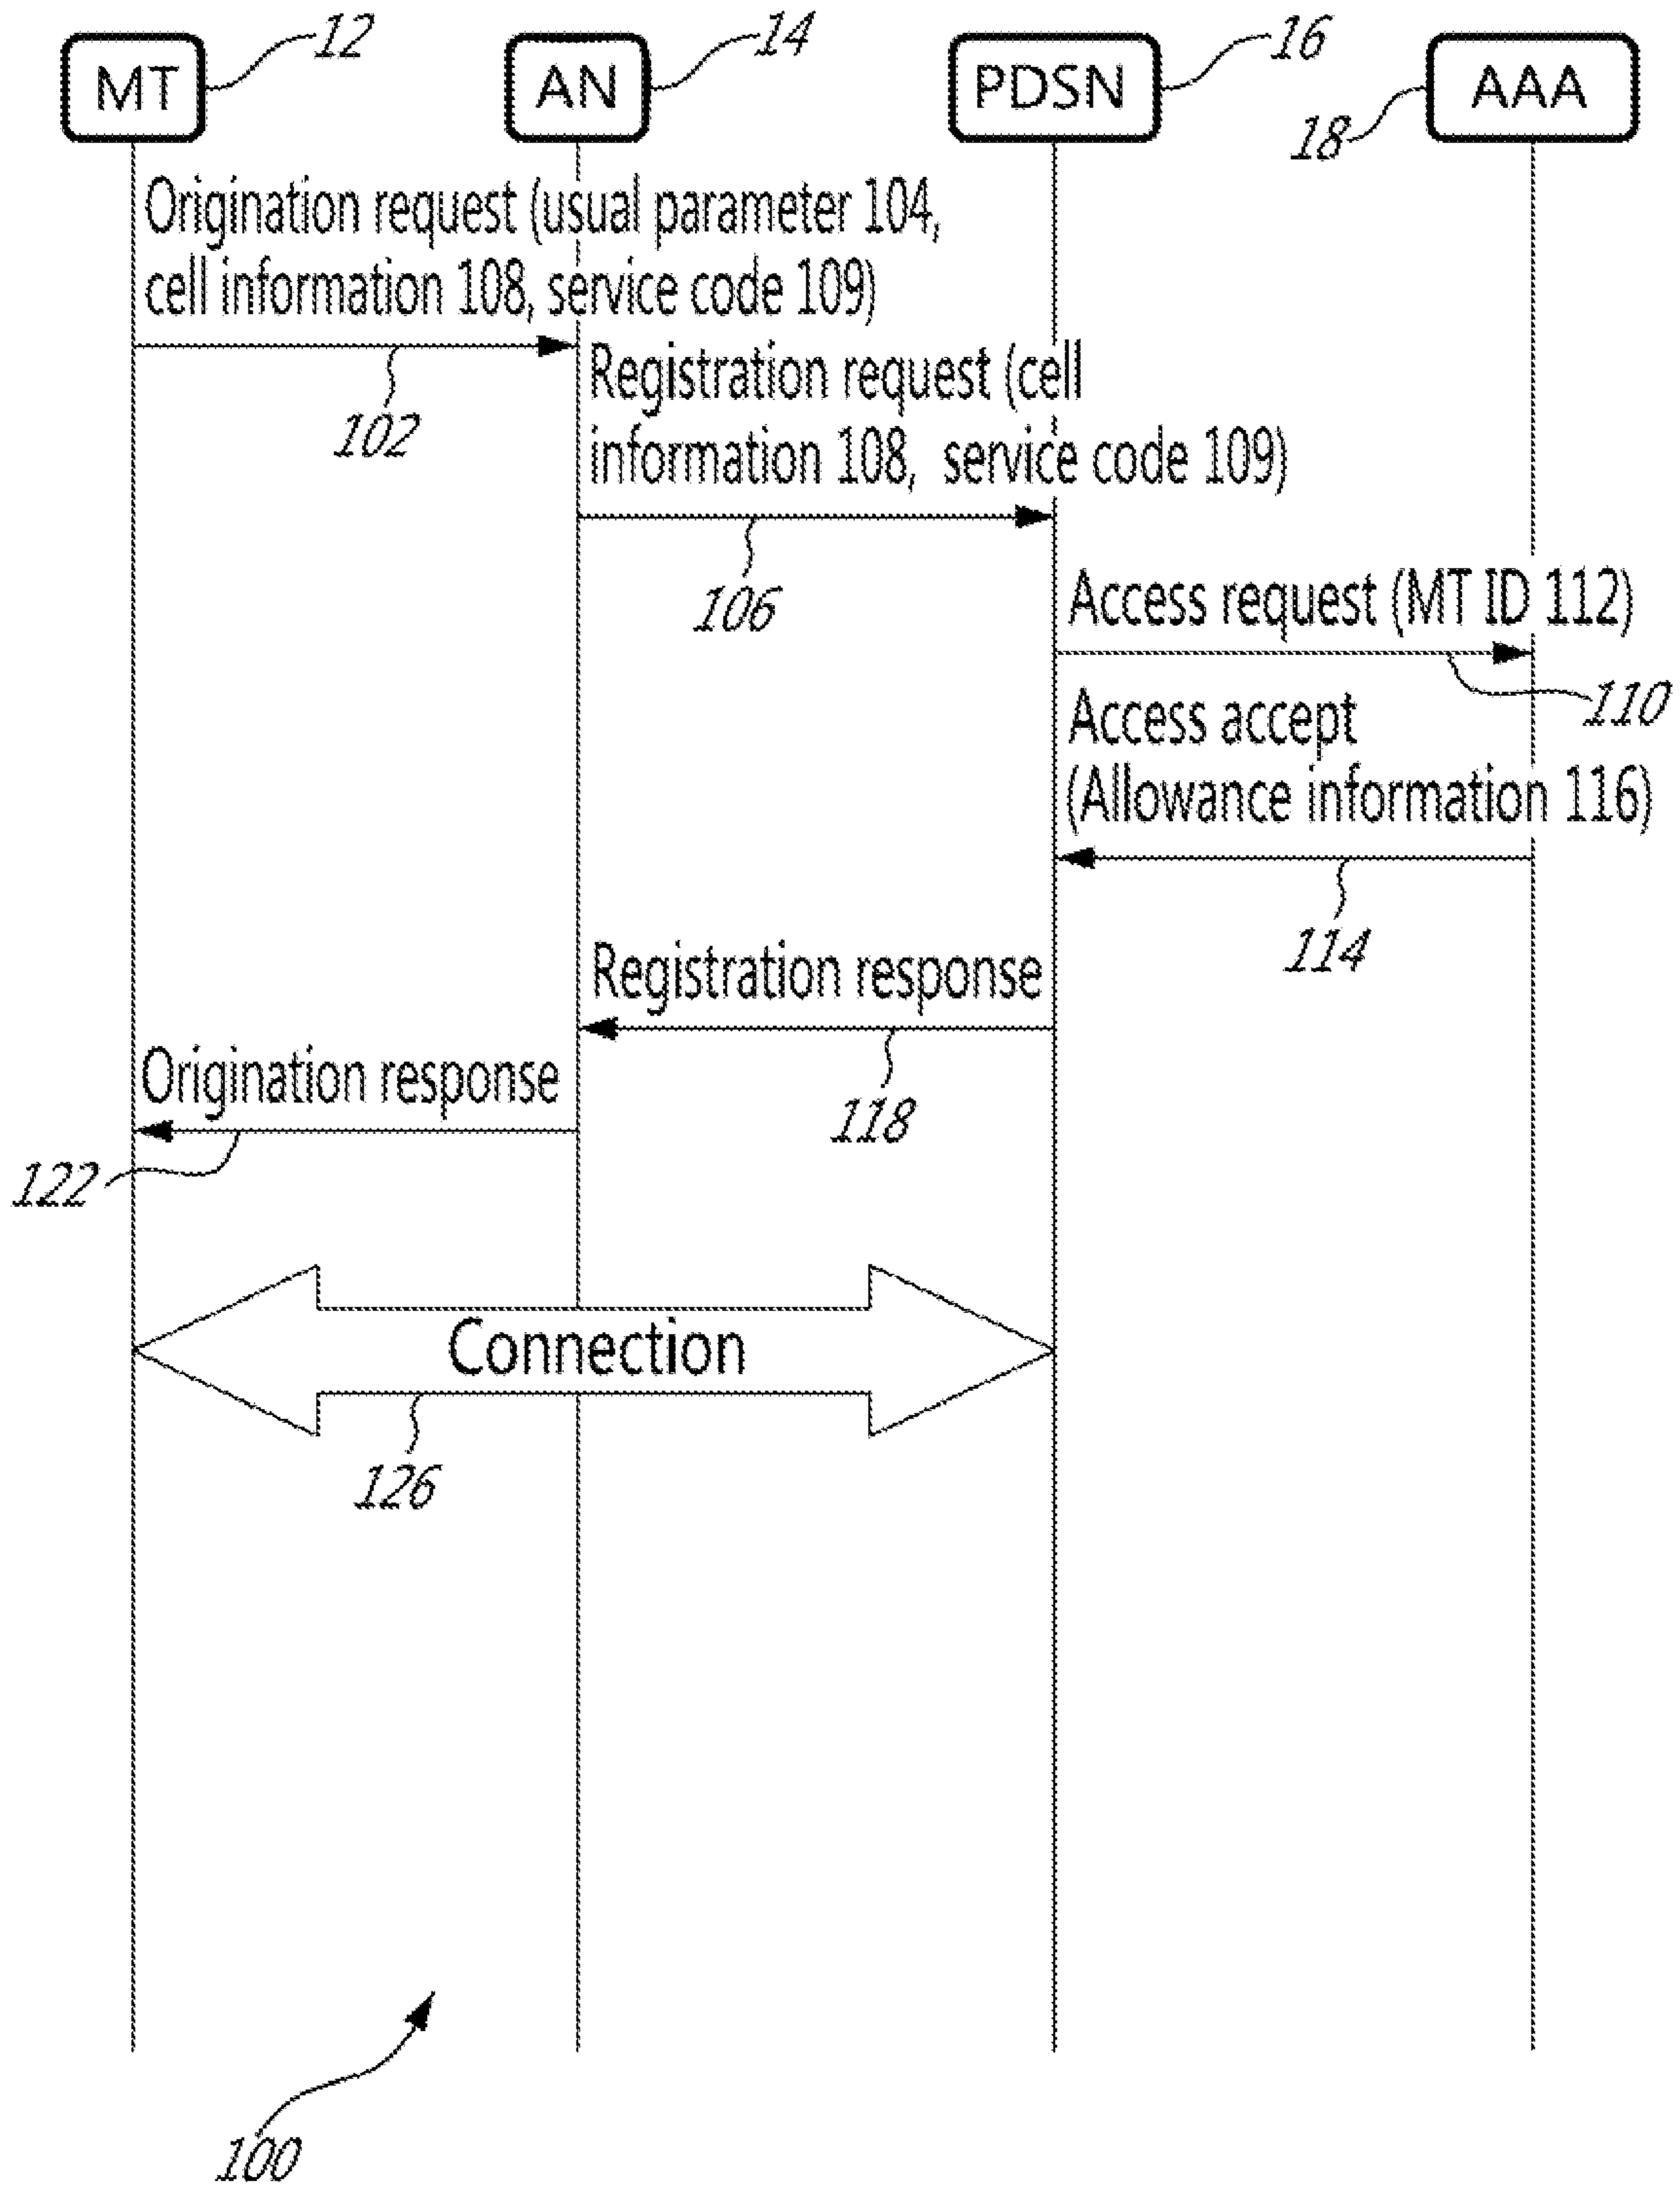 12
14
16
MT
AN
PDSN
AAA
18
Origination request (usual parameter 104,
cell information 108, service code 109)
102
Registration request (cell
information 108, service code 109)
106
Access request (MT ID 112)
110
Access accept
(Allowance information 116)
114
Registration response
118
Origination response
122
Connection
126
100